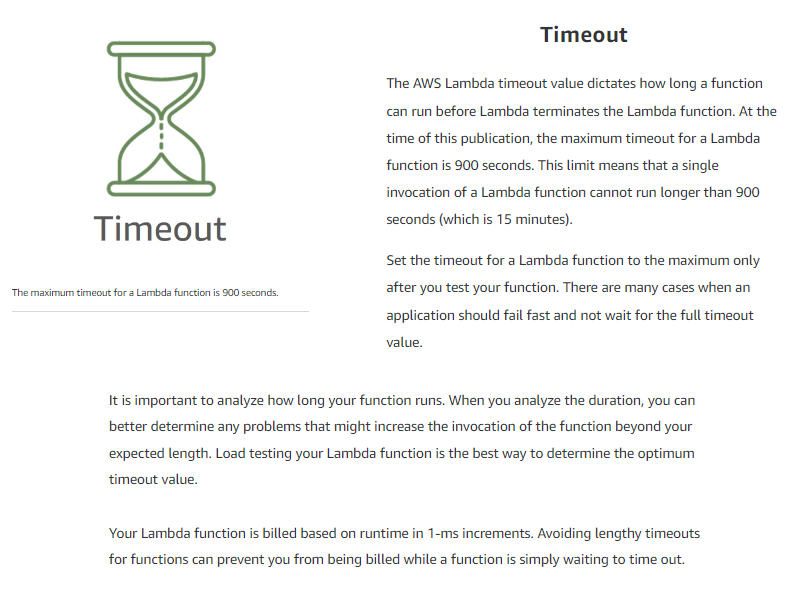 Timeout
The maximum timeout for a Lambda function is 900 seconds.
Timeout
The AWS Lambda timeout value dictates how long a function
can run before Lambda terminates the Lambda function. At the
time of this publication, the maximum timeout for a Lambda
function is 900 seconds. This limit means that a single
invocation of a Lambda function cannot run longer than 900
seconds (which is 15 minutes).
Set the timeout for a Lambda function to the maximum only
after you test your function. There are many cases when an
application should fail fast and not wait for the full timeout
value.
It is important to analyze how long your function runs. When you analyze the duration, you can
better determine any problems that might increase the invocation of the function beyond your
expected length. Load testing your Lambda function is the best way to determine the optimum
timeout value.
Your Lambda function is billed based on runtime in 1-ms increments. Avoiding lengthy timeouts
for functions can prevent you from being billed while a function is simply waiting to time out.